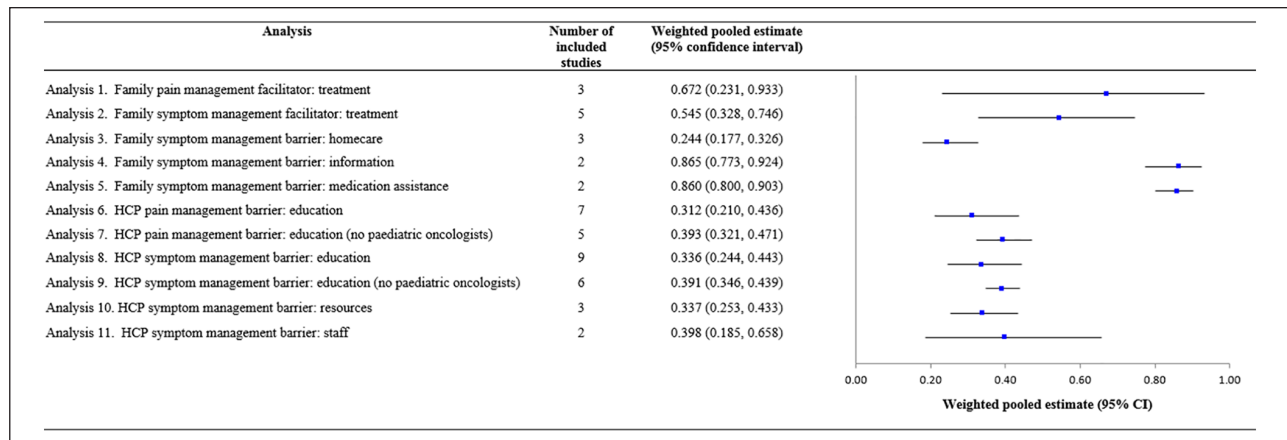 Analysis Number of included studies Weighted pooled estimate (95% confidence interval)
Analysis 1. Family pain management facilitator: treatment 3 0.672 (0.231, 0.933)
Analysis 2. Family symptom management facilitator: treatment 5 0.545 (0.328, 0.746)
Analysis 3. Family symptom management barrier: homecare 3 0.244 (0.177, 0.326)
Analysis 4. Family symptom management barrier: information 2 0.865 (0.773, 0.924)
Analysis 5. Family symptom management barrier: medication assistance 2 0.860 (0.800, 0.903)
Analysis 6. HCP pain management barrier: education 7 0.312 (0.210, 0.436)
Analysis 7. HCP pain management barrier: education (no paediatric oncologists) 5 0.393 (0.321, 0.471)
Analysis 8. HCP symptom management barrier: education 9 0.336 (0.244, 0.443)
Analysis 9. HCP symptom management barrier: education (no paediatric oncologists) 6 0.391 (0.346, 0.439)
Analysis 10. HCP symptom management barrier: resources 3 0.337 (0.253, 0.433)
Analysis 11. HCP symptom management barrier: staff 2 0.398 (0.185, 0.658)
0.00 0.20 0.40 0.60 0.80 1.00
Weighted pooled estimate (95% CI)